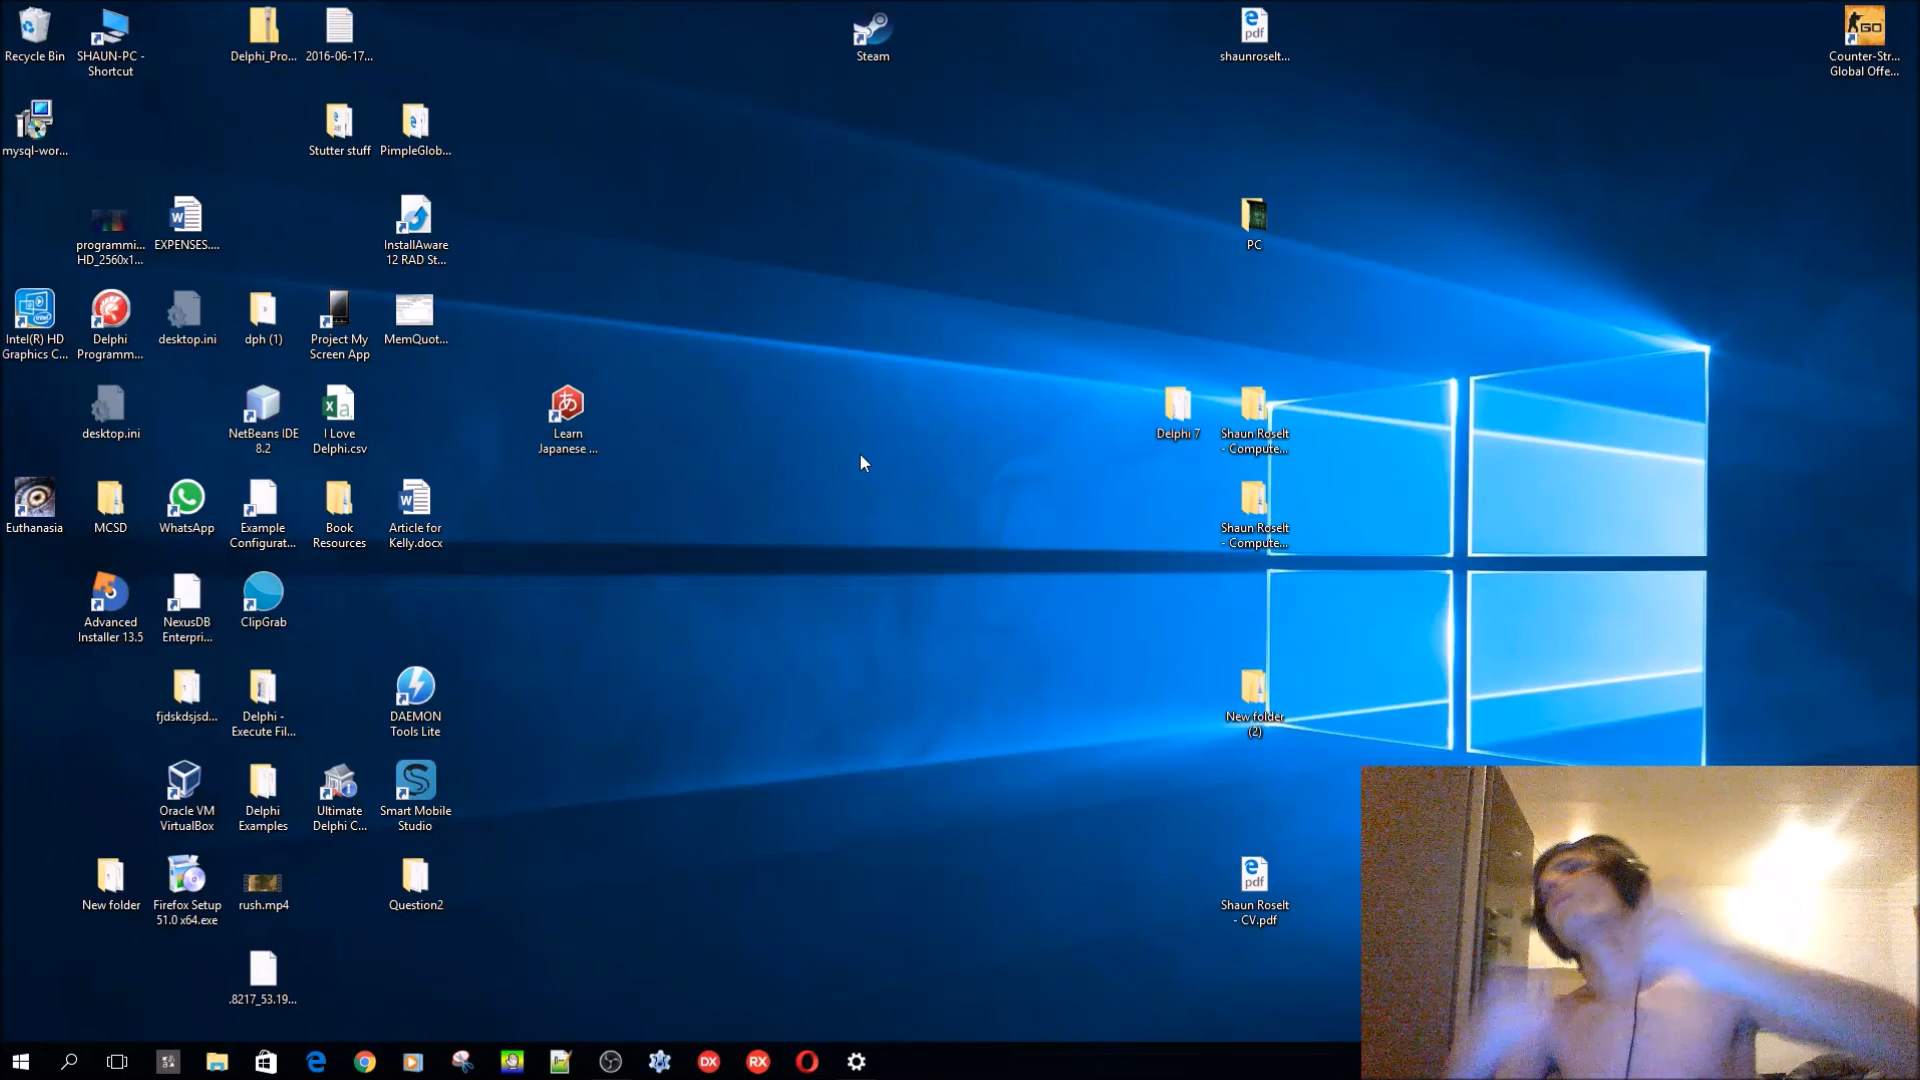 Recycle Bin
SHAUN-PC -
Shortcut
Delphi_Pro...
2016-06-17...
Steam
pdf
shaunroselt...
GO
Counter-Str...
Global Offe...
mysql-wor...
Stutter stuff
PimpleGlob...
programmi...
HD_2560x1...
W
EXPENSES....
InstallAware
12 RAD St...
PC
Intel(R) HD
Graphics C...
Delphi
Programm...
desktop.ini
dph (1)
Project My
Screen App
MemQuot...
desktop.ini
NetBeans IDE
8.2
I Love
Delphi.csv
あ
Learn
Japanese ...
Delphi 7
Shaun Roselt
- Compute...
Euthanasia
MCSD
WhatsApp
Example
Configurat...
Book
Resources
W
Article for
Kelly.docx
Shaun Roselt
- Compute...
Advanced
Installer 13.5
NexusDB
Enterpri...
ClipGrab
fjdskdsjsd...
Delphi -
Execute Fil...
DAEMON
Tools Lite
New folder
(2)
Oracle VM
VirtualBox
Delphi
Examples
Ultimate
Delphi C...
Smart Mobile
Studio
New folder
Firefox Setup
51.0 x64.exe
rush.mp4
Question2
pdf
Shaun Roselt
- CV.pdf
.8217_53.19...
DX
RX